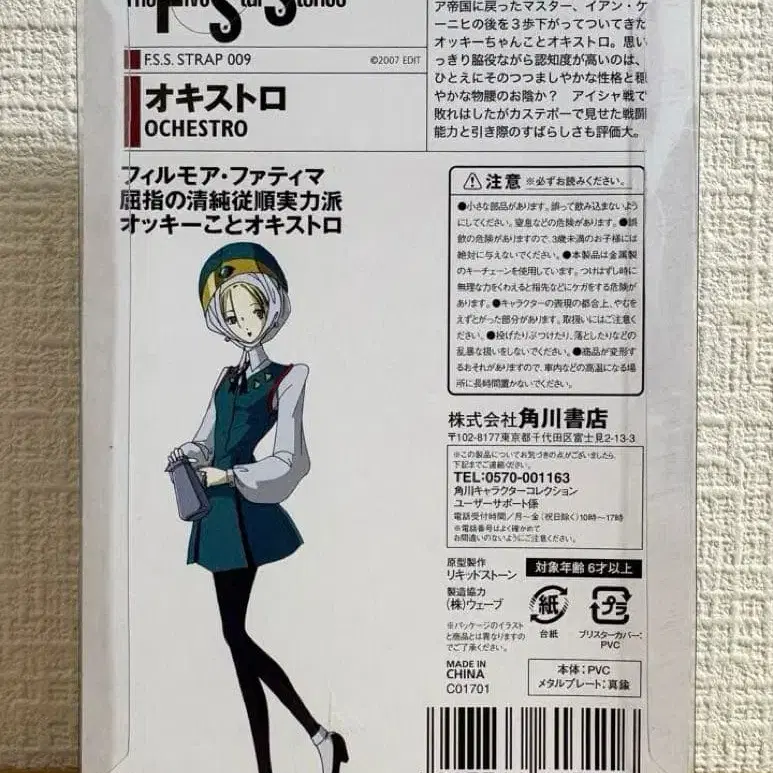 The Five Star Stories
FSS
F.S.S. STRAP 009
©2007 EDIT
オキストロ
OCHESTRO
ア帝国に戻ったマスター、イアン・ケ
ーニヒの後を3歩下がってついてきた
オッキーちゃんことオキストロ。思い
っきり脇役ながら認知度が高いのは、
ひとえにそのつつましやかな性格と穏
やかな物腰のお陰か？　アイシャ戦で
敗れはしたがカステポーで見せた戦闘
能力と引き際のすばらしさも評価大。
フィルモア・ファティマ
屈指の清純従順実力派
オッキーことオキストロ
注意 ※必ずお読みください。
●小さな部品があります。誤って飲み込まないよう
にしてください。窒息などの危険があります。●誤
飲の危険がありますので、3歳未満のお子様には
絶対に与えないでください。●本製品は金属製
のキーチェーンを使用しています。つけはずし時に
無理な力をくわえると指先などにケガをする危険が
あります。●キャラクターの表現の都合上、やむを
えずとがった部分があります。取扱いにはご注意く
ださい。●投げたりぶつけたり、落としたりなどの
乱暴な扱いをしないでください。●商品が変形す
るおそれがありますので、車内などの高温になる場
所に長時間置かないでください。
株式会社 角川書店
〒102-8177東京都千代田区富士見2-13-3
※この製品についてお気づきの点がございましたら、
下記までご連絡ください。
TEL:0570-001163
角川キャラクターコレクション
ユーザーサポート係
電話受付時間／月〜金（祝日除く）10時〜17時
※電話番号はよく確かめて
お間違いのないようにご注意ください。
原型製作
リキッドストーン
製造協力
（株）ウェーブ
対象年齢 6才以上
紙
台紙
プラ
ブリスターカバー：
PVC
※パッケージのイラスト
と商品とは異なりますので
ご了承ください。
MADE IN
CHINA
C01701
本体：PVC
メタルプレート：真鍮